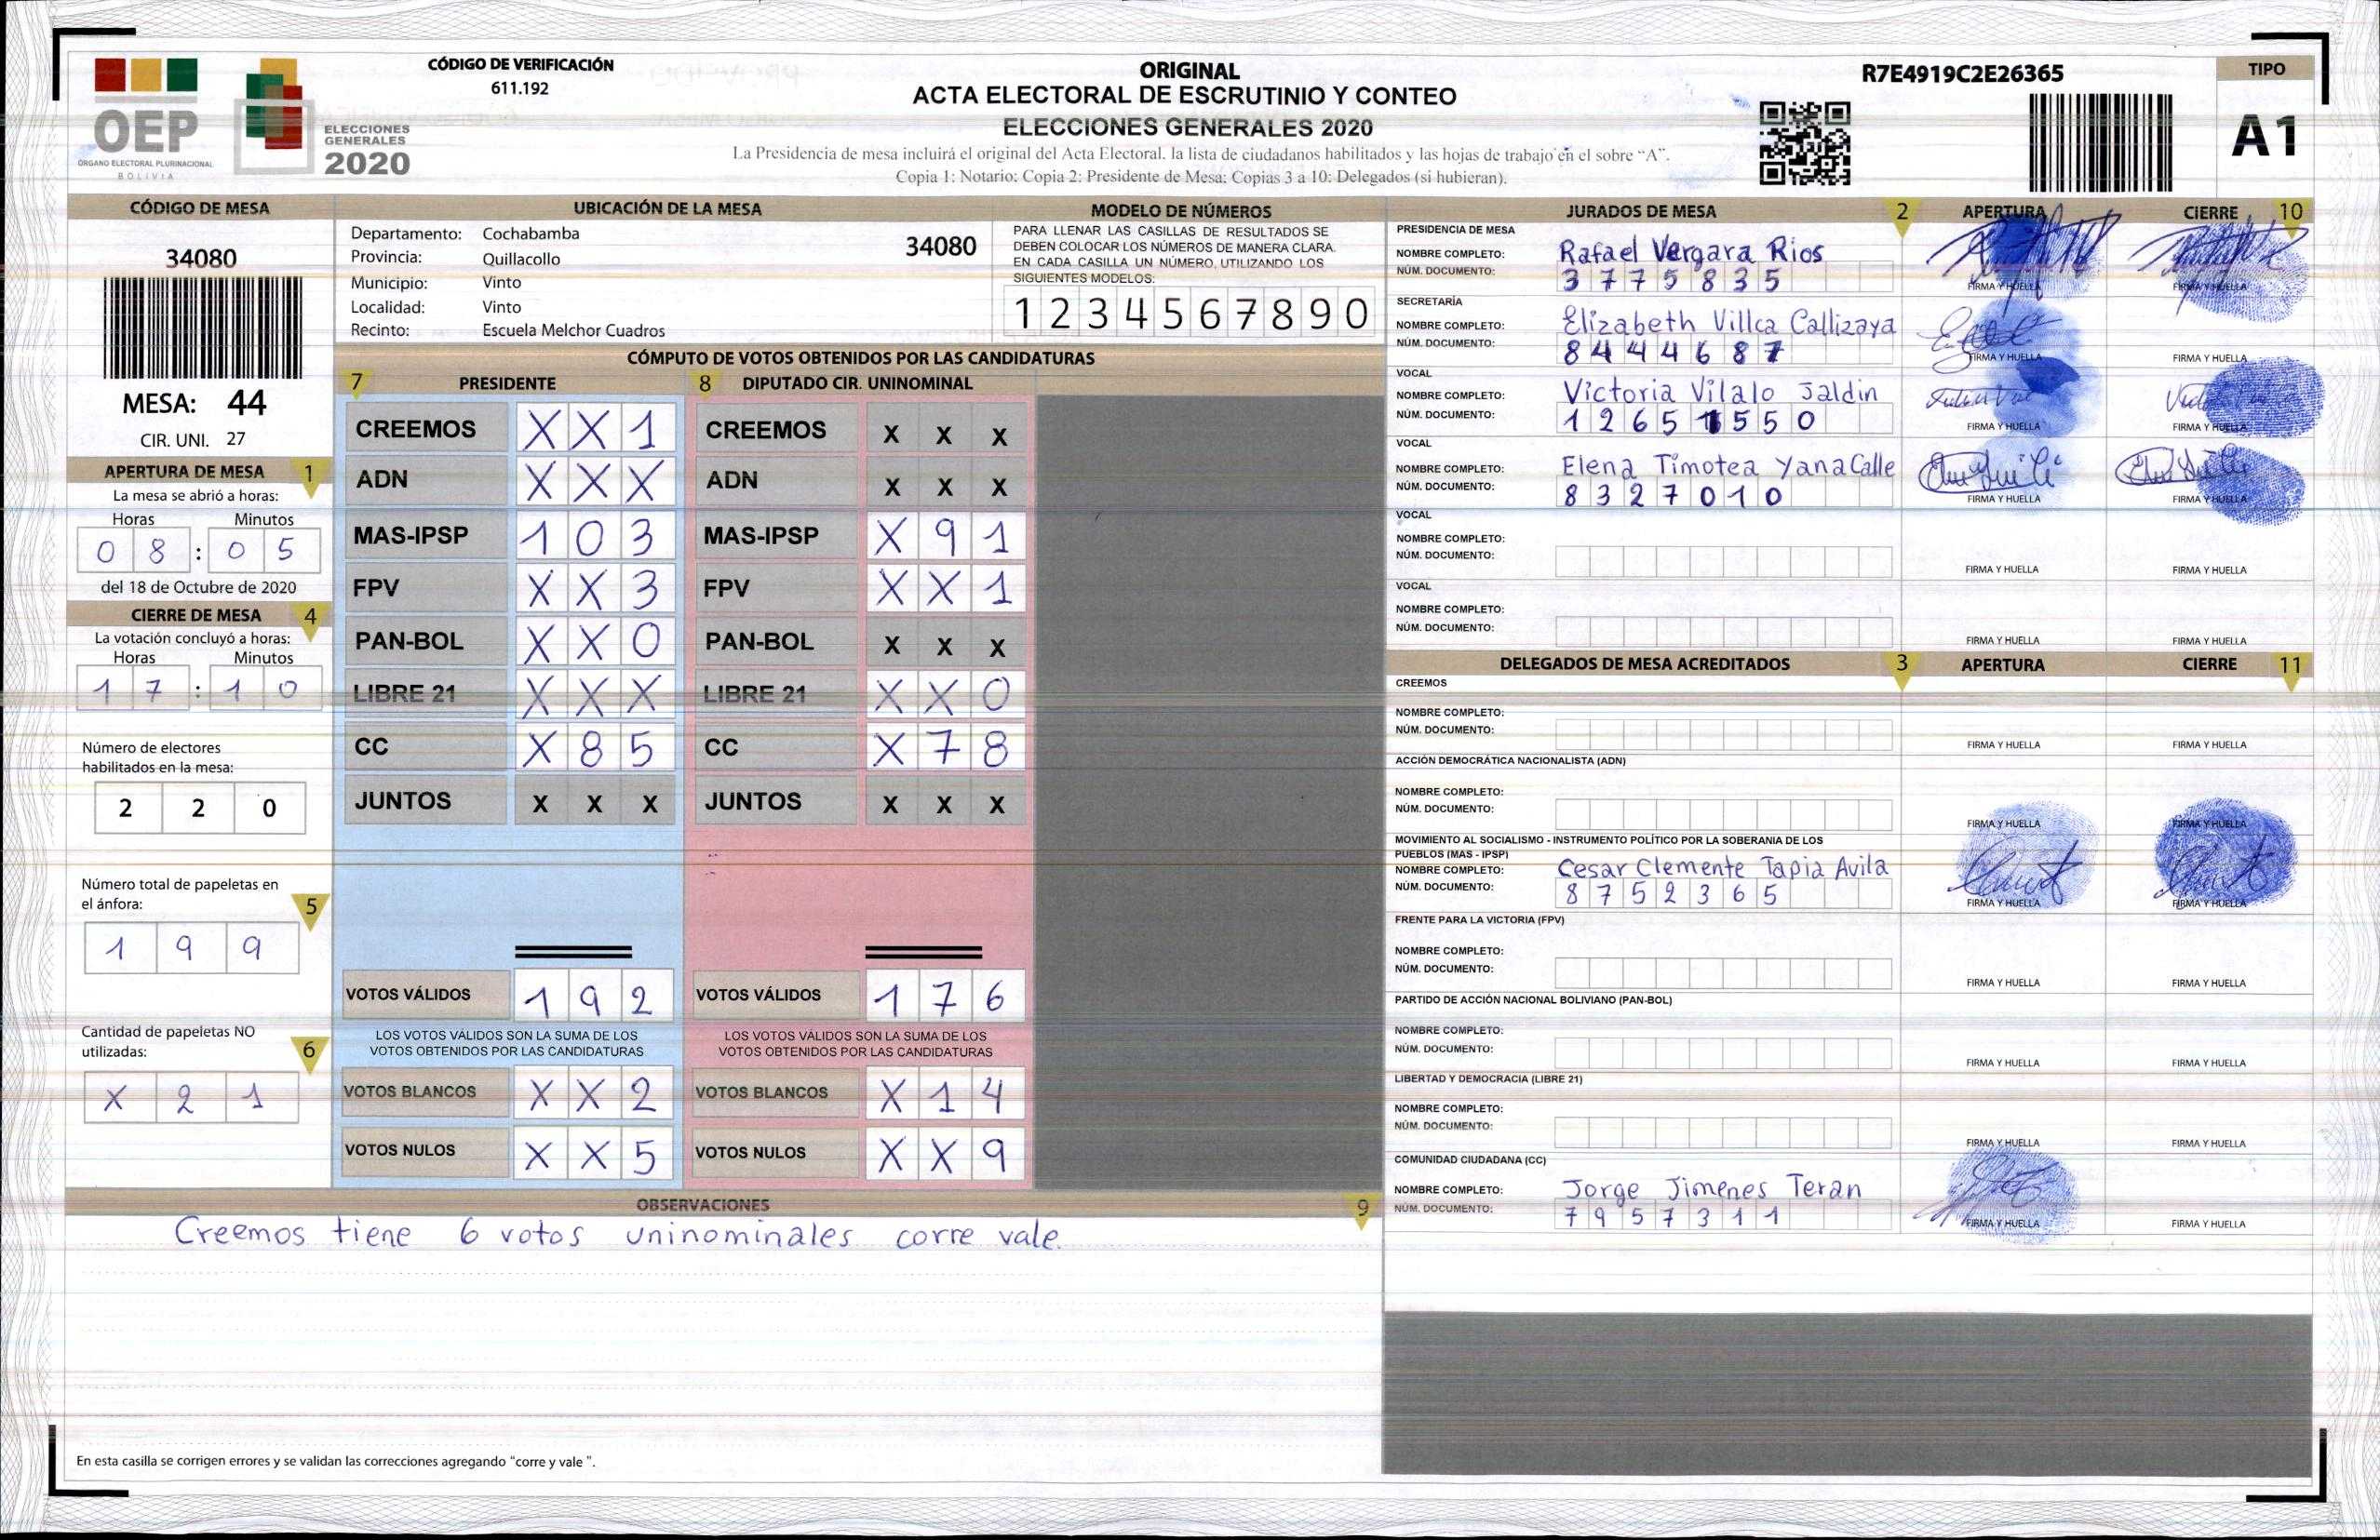 OEP
ÓRGANO ELECTORAL PLURINACIONAL
BOLIVIA
ELECCIONES
GENERALES
2020
CÓDIGO DE VERIFICACIÓN
611.192
ORIGINAL
ACTA ELECTORAL DE ESCRUTINIO Y CONTEO
ELECCIONES GENERALES 2020
La Presidencia de mesa incluirá el original del Acta Electoral, la lista de ciudadanos habilitados y las hojas de trabajo en el sobre “A”.
Copia 1: Notario; Copia 2: Presidente de Mesa; Copias 3 a 10: Delegados (si hubieran).
R7E4919C2E26365
TIPO
A1
CÓDIGO DE MESA
34080
MESA: 44
CIR. UNI. 27
APERTURA DE MESA 1
La mesa se abrió a horas:
Horas Minutos
0 8 : 0 5
del 18 de Octubre de 2020
CIERRE DE MESA 4
La votación concluyó a horas:
Horas Minutos
1 7 : 1 0
Número de electores
habilitados en la mesa:
2 2 0
Número total de papeletas en
el ánfora: 5
1 9 9
Cantidad de papeletas NO
utilizadas: 6
X 2 1
UBICACIÓN DE LA MESA
Departamento: Cochabamba
Provincia: Quillacollo
Municipio: Vinto
Localidad: Vinto
Recinto: Escuela Melchor Cuadros
34080
MODELO DE NÚMEROS
PARA LLENAR LAS CASILLAS DE RESULTADOS SE
DEBEN COLOCAR LOS NÚMEROS DE MANERA CLARA.
EN CADA CASILLA UN NÚMERO, UTILIZANDO LOS
SIGUIENTES MODELOS:
1 2 3 4 5 6 7 8 9 0
CÓMPUTO DE VOTOS OBTENIDOS POR LAS CANDIDATURAS
7 PRESIDENTE 8 DIPUTADO CIR. UNINOMINAL
CREEMOS X X 1 CREEMOS X X X
ADN X X X ADN X X X
MAS-IPSP 1 0 3 MAS-IPSP X 9 1
FPV X X 3 FPV X X 1
PAN-BOL X X 0 PAN-BOL X X X
LIBRE 21 X X X LIBRE 21 X X 0
CC X 8 5 CC X 7 8
JUNTOS X X X JUNTOS X X X
VOTOS VÁLIDOS 1 9 2 VOTOS VÁLIDOS 1 7 6
LOS VOTOS VÁLIDOS SON LA SUMA DE LOS LOS VOTOS VÁLIDOS SON LA SUMA DE LOS
VOTOS OBTENIDOS POR LAS CANDIDATURAS VOTOS OBTENIDOS POR LAS CANDIDATURAS
VOTOS BLANCOS X X 2 VOTOS BLANCOS X 1 4
VOTOS NULOS X X 5 VOTOS NULOS X X 9
OBSERVACIONES 9
Creemos tiene 6 votos uninominales corre vale.
En esta casilla se corrigen errores y se validan las correcciones agregando “corre y vale ”.
JURADOS DE MESA 2 APERTURA CIERRE 10
PRESIDENCIA DE MESA
NOMBRE COMPLETO: Rafael Vergara Rios
NÚM. DOCUMENTO: 3 7 7 5 8 3 5
FIRMA Y HUELLA FIRMA Y HUELLA
SECRETARÍA
NOMBRE COMPLETO: Elizabeth Villca Callizaya
NÚM. DOCUMENTO: 8 4 4 4 6 8 7
FIRMA Y HUELLA FIRMA Y HUELLA
VOCAL
NOMBRE COMPLETO: Victoria Vilalo Jaldin
NÚM. DOCUMENTO: 1 2 6 5 1 5 5 0
FIRMA Y HUELLA FIRMA Y HUELLA
VOCAL
NOMBRE COMPLETO: Elena Timotea Yana Calle
NÚM. DOCUMENTO: 8 3 2 7 0 1 0
FIRMA Y HUELLA FIRMA Y HUELLA
VOCAL
NOMBRE COMPLETO:
NÚM. DOCUMENTO:
FIRMA Y HUELLA FIRMA Y HUELLA
VOCAL
NOMBRE COMPLETO:
NÚM. DOCUMENTO:
FIRMA Y HUELLA FIRMA Y HUELLA
DELEGADOS DE MESA ACREDITADOS 3 APERTURA CIERRE 11
CREEMOS
NOMBRE COMPLETO:
NÚM. DOCUMENTO:
FIRMA Y HUELLA FIRMA Y HUELLA
ACCIÓN DEMOCRÁTICA NACIONALISTA (ADN)
NOMBRE COMPLETO:
NÚM. DOCUMENTO:
FIRMA Y HUELLA FIRMA Y HUELLA
MOVIMIENTO AL SOCIALISMO - INSTRUMENTO POLÍTICO POR LA SOBERANIA DE LOS
PUEBLOS (MAS - IPSP)
NOMBRE COMPLETO: Cesar Clemente Tapia Avila
NÚM. DOCUMENTO: 8 7 5 2 3 6 5
FIRMA Y HUELLA FIRMA Y HUELLA
FRENTE PARA LA VICTORIA (FPV)
NOMBRE COMPLETO:
NÚM. DOCUMENTO:
FIRMA Y HUELLA FIRMA Y HUELLA
PARTIDO DE ACCIÓN NACIONAL BOLIVIANO (PAN-BOL)
NOMBRE COMPLETO:
NÚM. DOCUMENTO:
FIRMA Y HUELLA FIRMA Y HUELLA
LIBERTAD Y DEMOCRACIA (LIBRE 21)
NOMBRE COMPLETO:
NÚM. DOCUMENTO:
FIRMA Y HUELLA FIRMA Y HUELLA
COMUNIDAD CIUDADANA (CC)
NOMBRE COMPLETO: Jorge Jimenes Teran
NÚM. DOCUMENTO: 7 9 5 7 3 1 1
FIRMA Y HUELLA FIRMA Y HUELLA